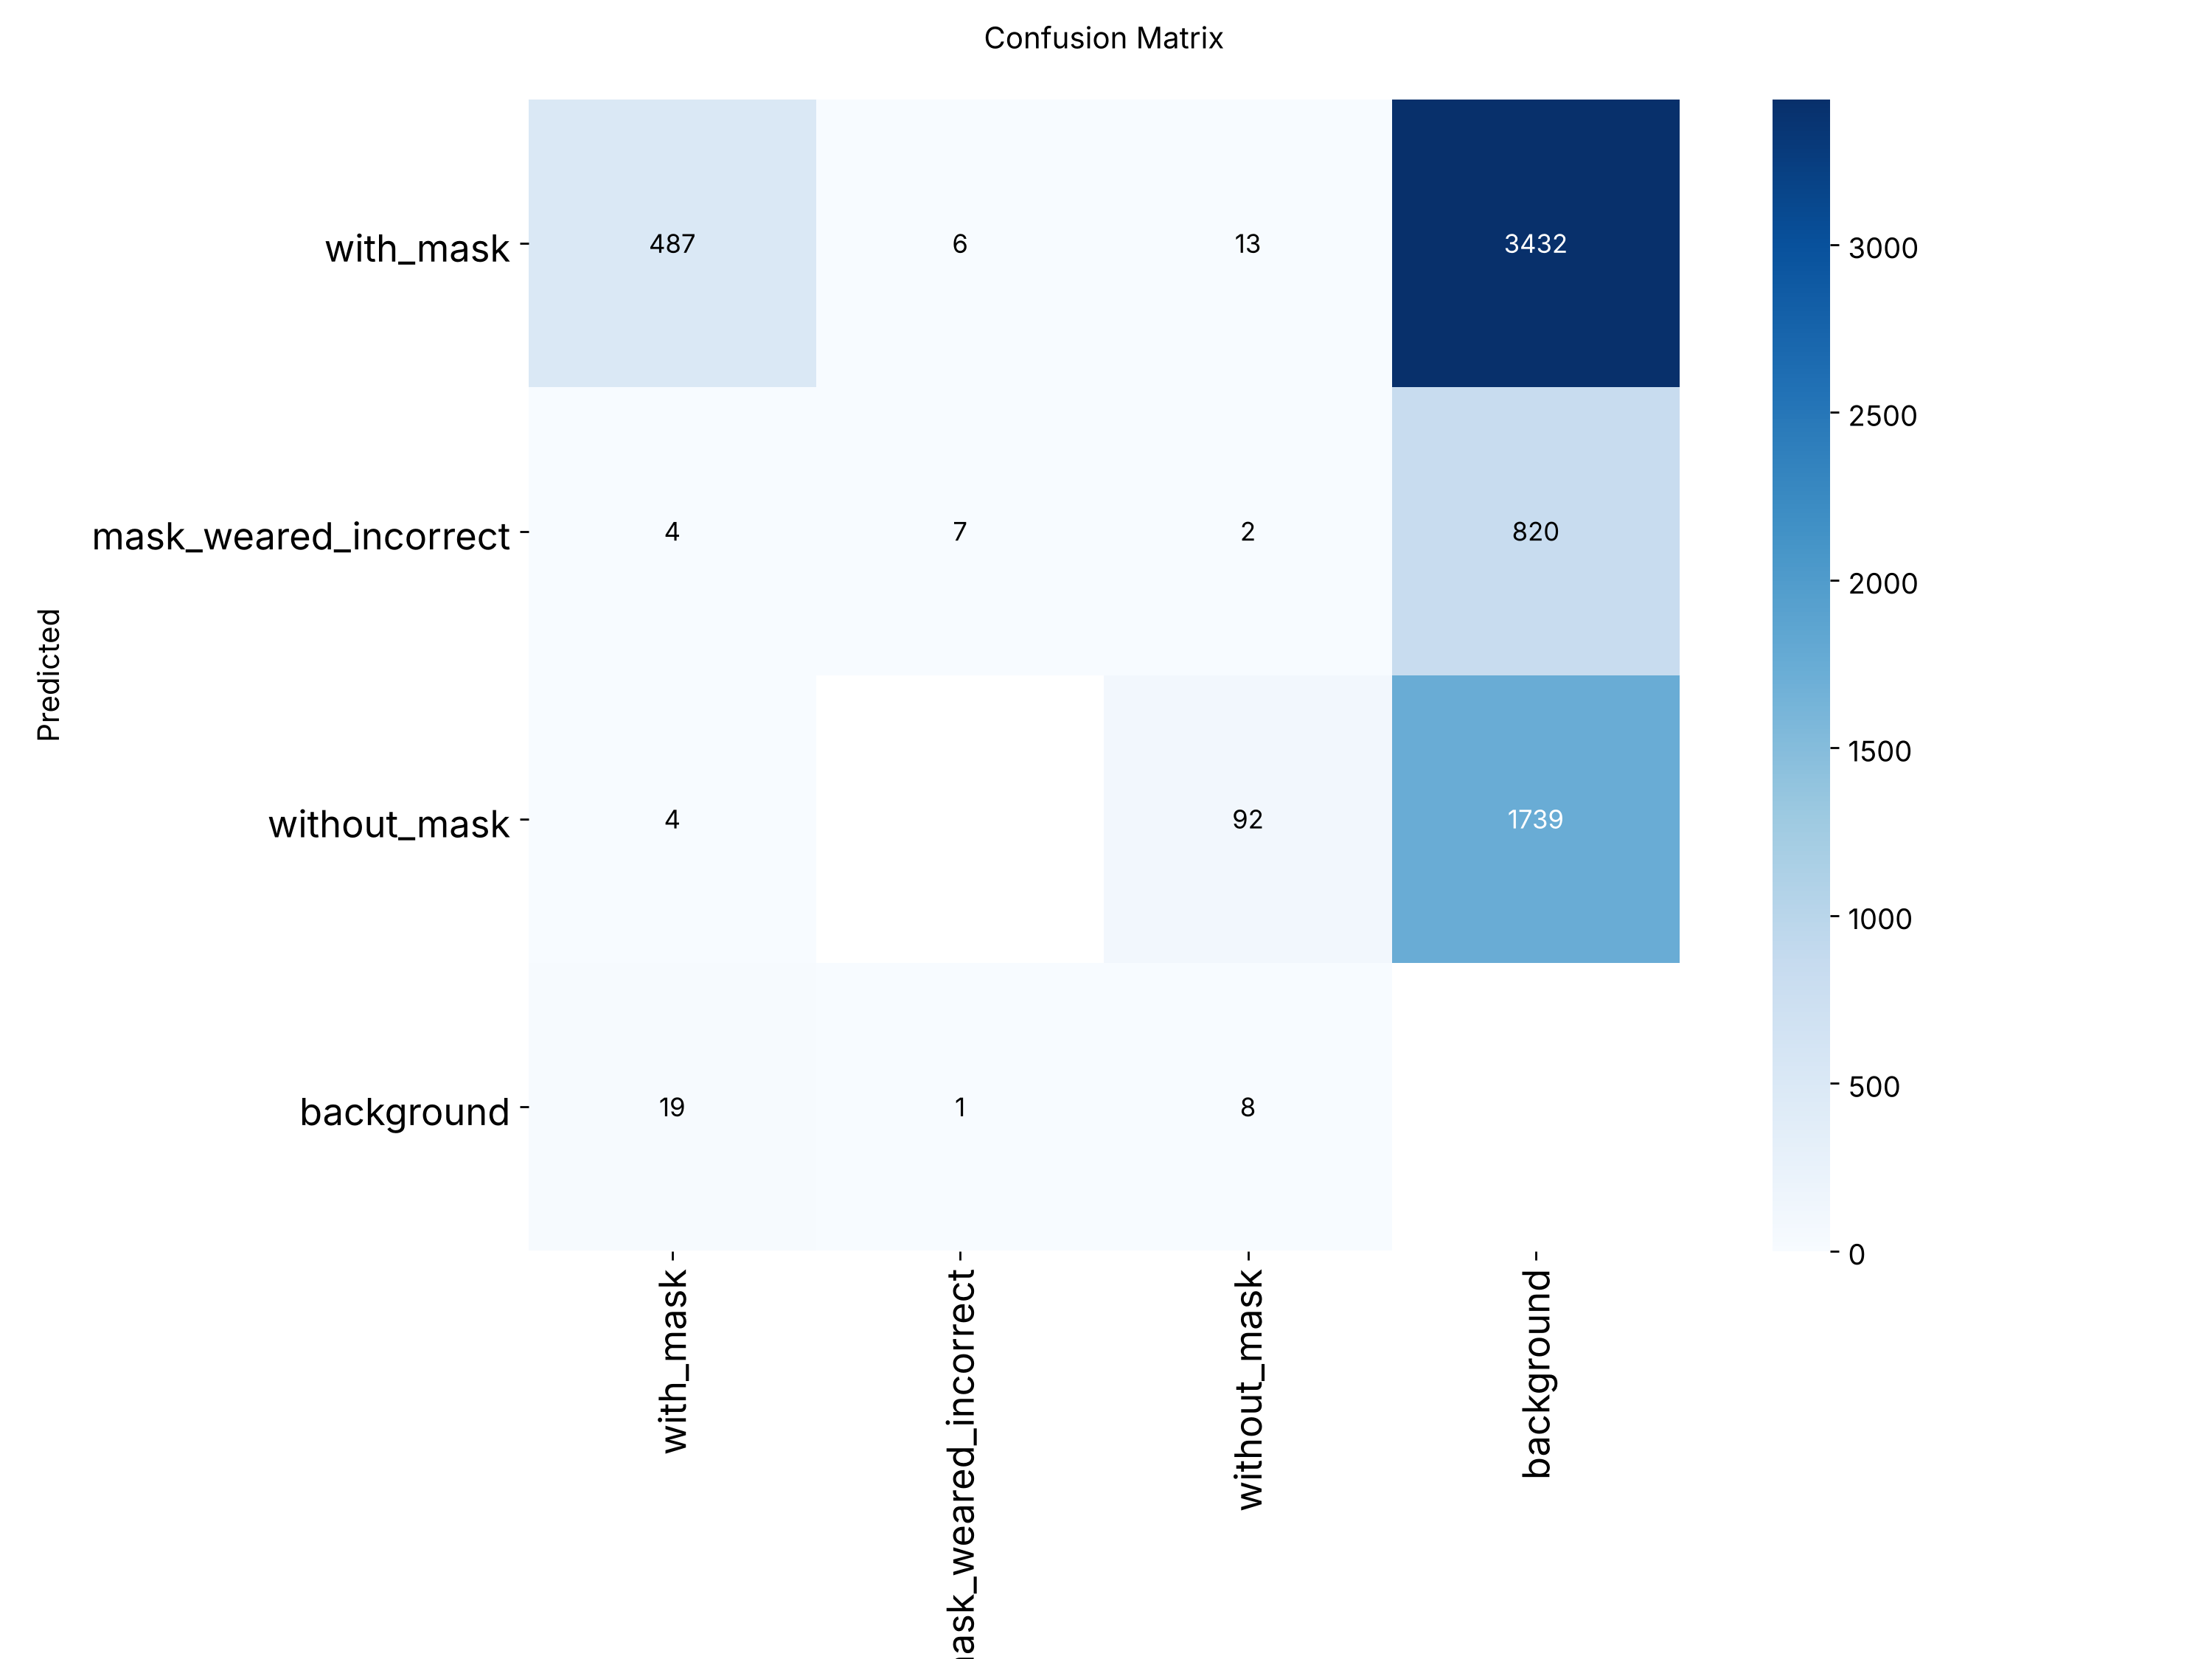 Confusion Matrix
with_mask
487
6
13
3432
mask_weared_incorrect
4
7
2
820
without_mask
4
92
1739
background
19
1
8
Predicted
3000
2500
2000
1500
1000
500
0
with_mask
ask_weared_incorrect
without_mask
background